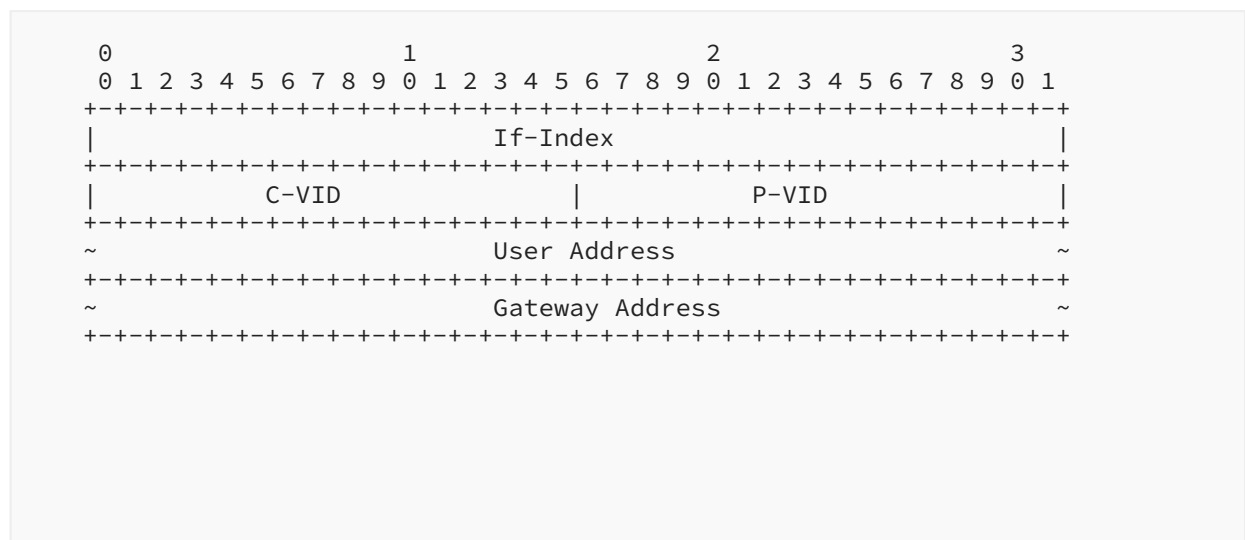 0                   1                   2                   3
 0 1 2 3 4 5 6 7 8 9 0 1 2 3 4 5 6 7 8 9 0 1 2 3 4 5 6 7 8 9 0 1
+-+-+-+-+-+-+-+-+-+-+-+-+-+-+-+-+-+-+-+-+-+-+-+-+-+-+-+-+-+-+-+-+
|                          If-Index                             |
+-+-+-+-+-+-+-+-+-+-+-+-+-+-+-+-+-+-+-+-+-+-+-+-+-+-+-+-+-+-+-+-+
|           C-VID               |           P-VID               |
+-+-+-+-+-+-+-+-+-+-+-+-+-+-+-+-+-+-+-+-+-+-+-+-+-+-+-+-+-+-+-+-+
~                          User Address                         ~
+-+-+-+-+-+-+-+-+-+-+-+-+-+-+-+-+-+-+-+-+-+-+-+-+-+-+-+-+-+-+-+-+
~                          Gateway Address                      ~
+-+-+-+-+-+-+-+-+-+-+-+-+-+-+-+-+-+-+-+-+-+-+-+-+-+-+-+-+-+-+-+-+